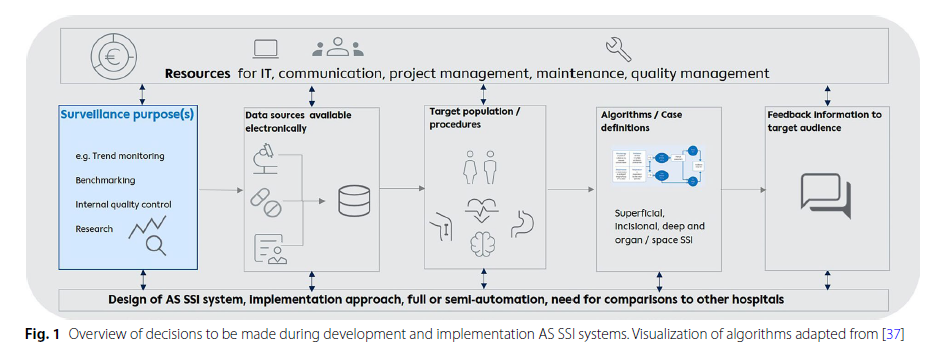 Resources for IT, communication, project management, maintenance, quality management
Surveillance purpose(s)
e.g. Trend monitoring
Benchmarking
Internal quality control
Research
Data sources available
electronically
Target population /
procedures
Algorithms / Case
definitions
Superficial,
incisional, deep and
organ / space SSI
Feedback information to
target audience
Design of AS SSI system, implementation approach, full or semi-automation, need for comparisons to other hospitals
Fig. 1 Overview of decisions to be made during development and implementation AS SSI systems. Visualization of algorithms adapted from [37]